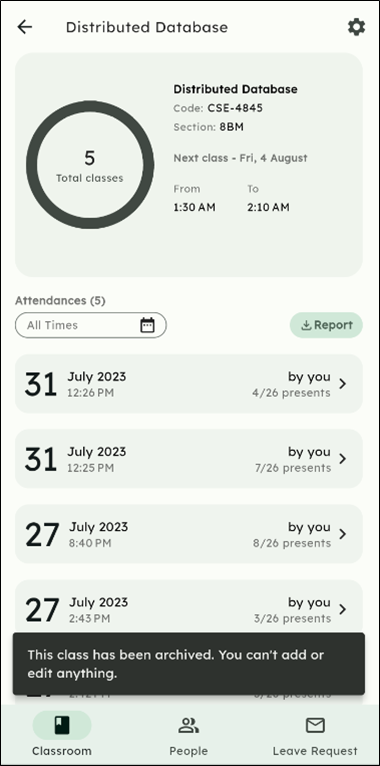 Distributed Database
Distributed Database
Code: CSE-4845
Section: 8BM
Next class - Fri, 4 August
5
Total classes
From To
1:30 AM 2:10 AM
Attendances (5)
All Times
Report
31 July 2023 by you
12:26 PM 4/26 presents
31 July 2023 by you
12:25 PM 7/26 presents
27 July 2023 by you
8:40 PM 8/26 presents
27 July 2023 by you
2:43 PM 3/26 presents
This class has been archived. You can't add or
edit anything.
Classroom People Leave Request